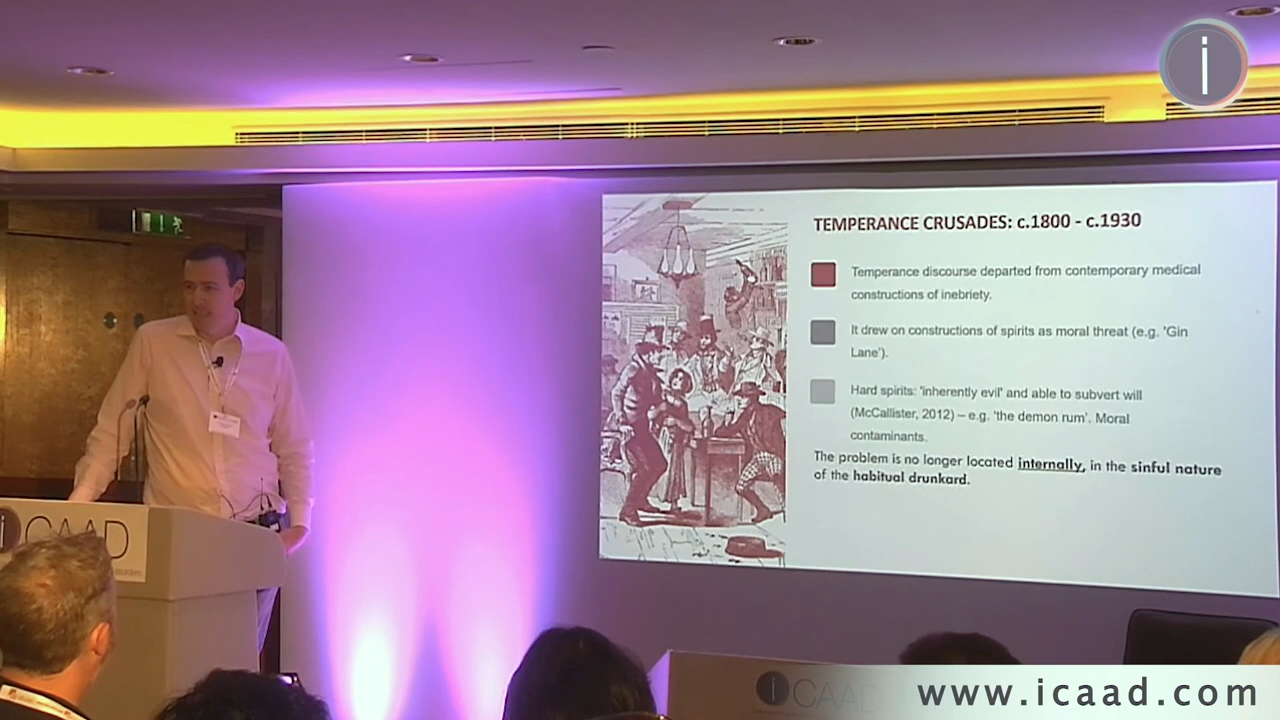 i
TEMPERANCE CRUSADES: c.1800 - c.1930
Temperance discourse departed from contemporary medical
constructions of inebriety.
It drew on constructions of spirits as moral threat (e.g. 'Gin
Lane').
Hard spirits: 'inherently evil' and able to subvert will
(McCallister, 2012) – e.g. 'the demon rum'. Moral
contaminants.
The problem is no longer located internally, in the sinful nature
of the habitual drunkard.
iCAAD
iCAAD
www.icaad.com